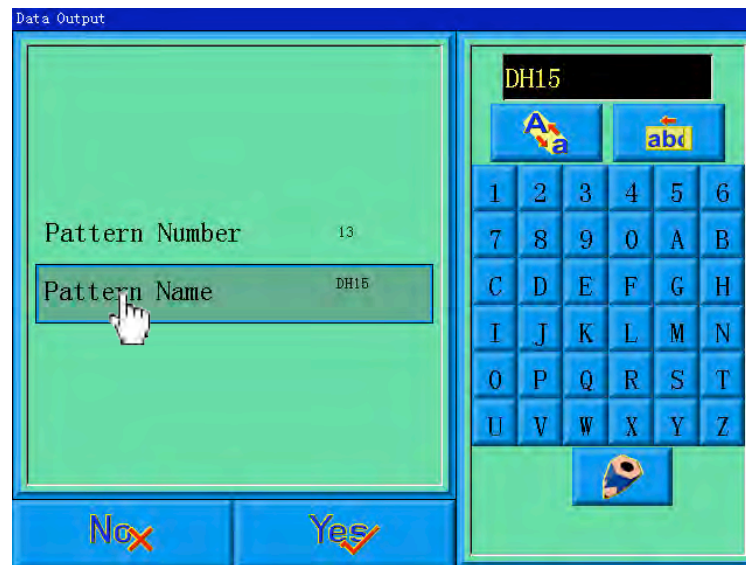 Data Output
Pattern Number 13
Pattern Name DH15
No
Yes
DH15
A a
abc
1 2 3 4 5 6
7 8 9 0 A B
C D E F G H
I J K L M N
O P Q R S T
U V W X Y Z